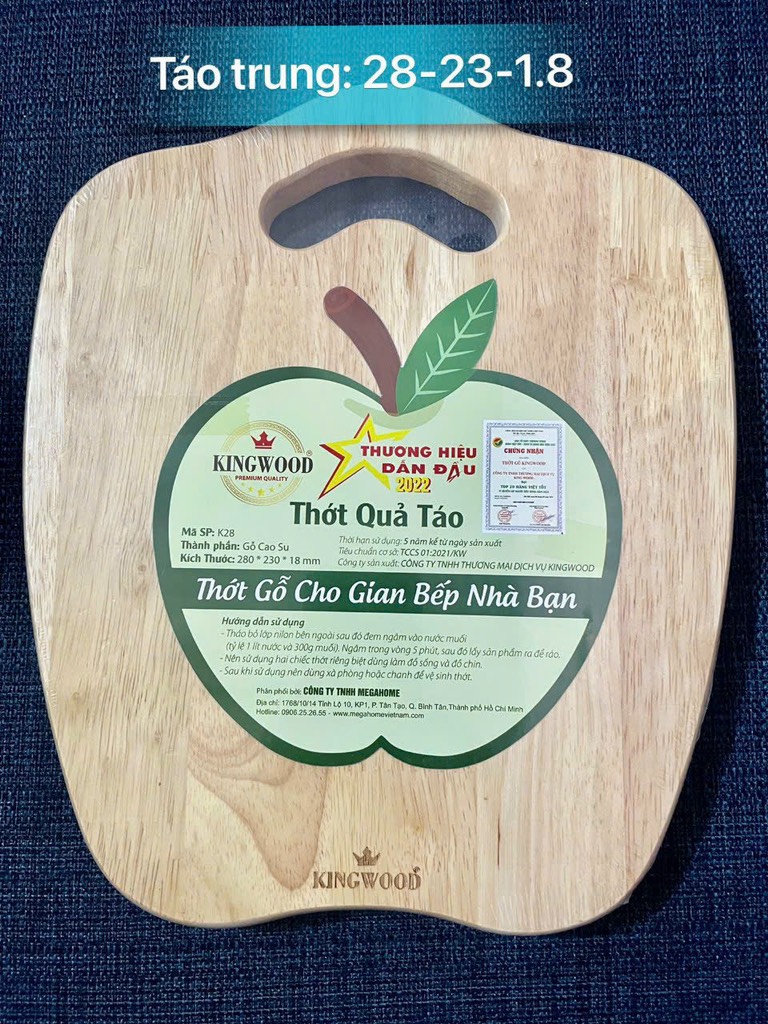 Táo trung: 28-23-1.8
KINGWOOD
PREMIUM QUALITY
THƯƠNG HIỆU
DẪN ĐẦU
2022
CHỨNG NHẬN
THỚT GỖ KINGWOOD
Thớt Quả Táo
Mã SP: K28
Thành phần: Gỗ Cao Su
Kích Thước: 280 * 230 * 18 mm
Thời hạn sử dụng: 5 năm kể từ ngày sản xuất
Tiêu chuẩn cơ sở: TCCS 01:2021/KW
Công ty sản xuất: CÔNG TY TNHH THƯƠNG MẠI DỊCH VỤ KINGWOOD
Thớt Gỗ Cho Gian Bếp Nhà Bạn
Hướng dẫn sử dụng
- Tháo bỏ lớp nilon bên ngoài sau đó đem ngâm vào nước muối
(tỷ lệ 1 lít nước và 300g muối). Ngâm trong vòng 5 phút, sau đó lấy sản phẩm ra để ráo.
- Nên sử dụng hai chiếc thớt riêng biệt dùng làm đồ sống và đồ chín.
- Sau khi sử dụng nên dùng xà phòng hoặc chanh để vệ sinh thớt.
Phân phối bởi: CÔNG TY TNHH MEGAHOME
Địa chỉ: 1768/10/14 Tỉnh Lộ 10, KP1, P. Tân Tạo, Q. Bình Tân,Thành phố Hồ Chí Minh
Hotline: 0906.25.26.55 - www.megahomevietnam.com
KINGWOOD